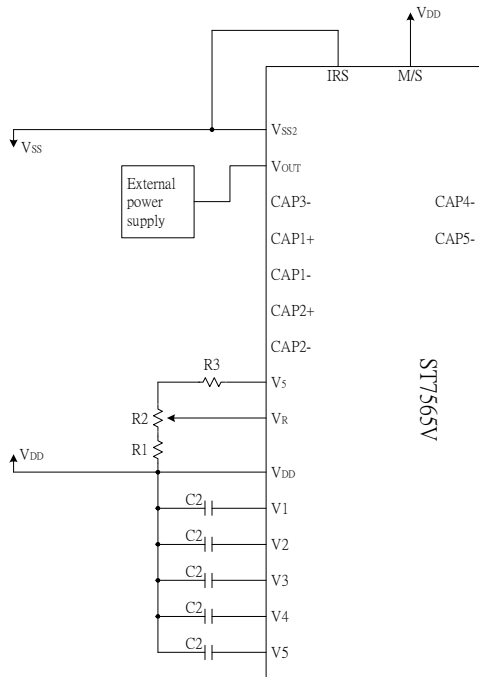 VDD
IRS M/S
VSS
VSS2
VOUT
External
power
supply
CAP3- CAP4-
CAP1+ CAP5-
CAP1-
CAP2+
CAP2-
ST7565V
R3
V5
R2
VR
R1
VDD
VDD
C2 V1
C2 V2
C2 V3
C2 V4
C2 V5